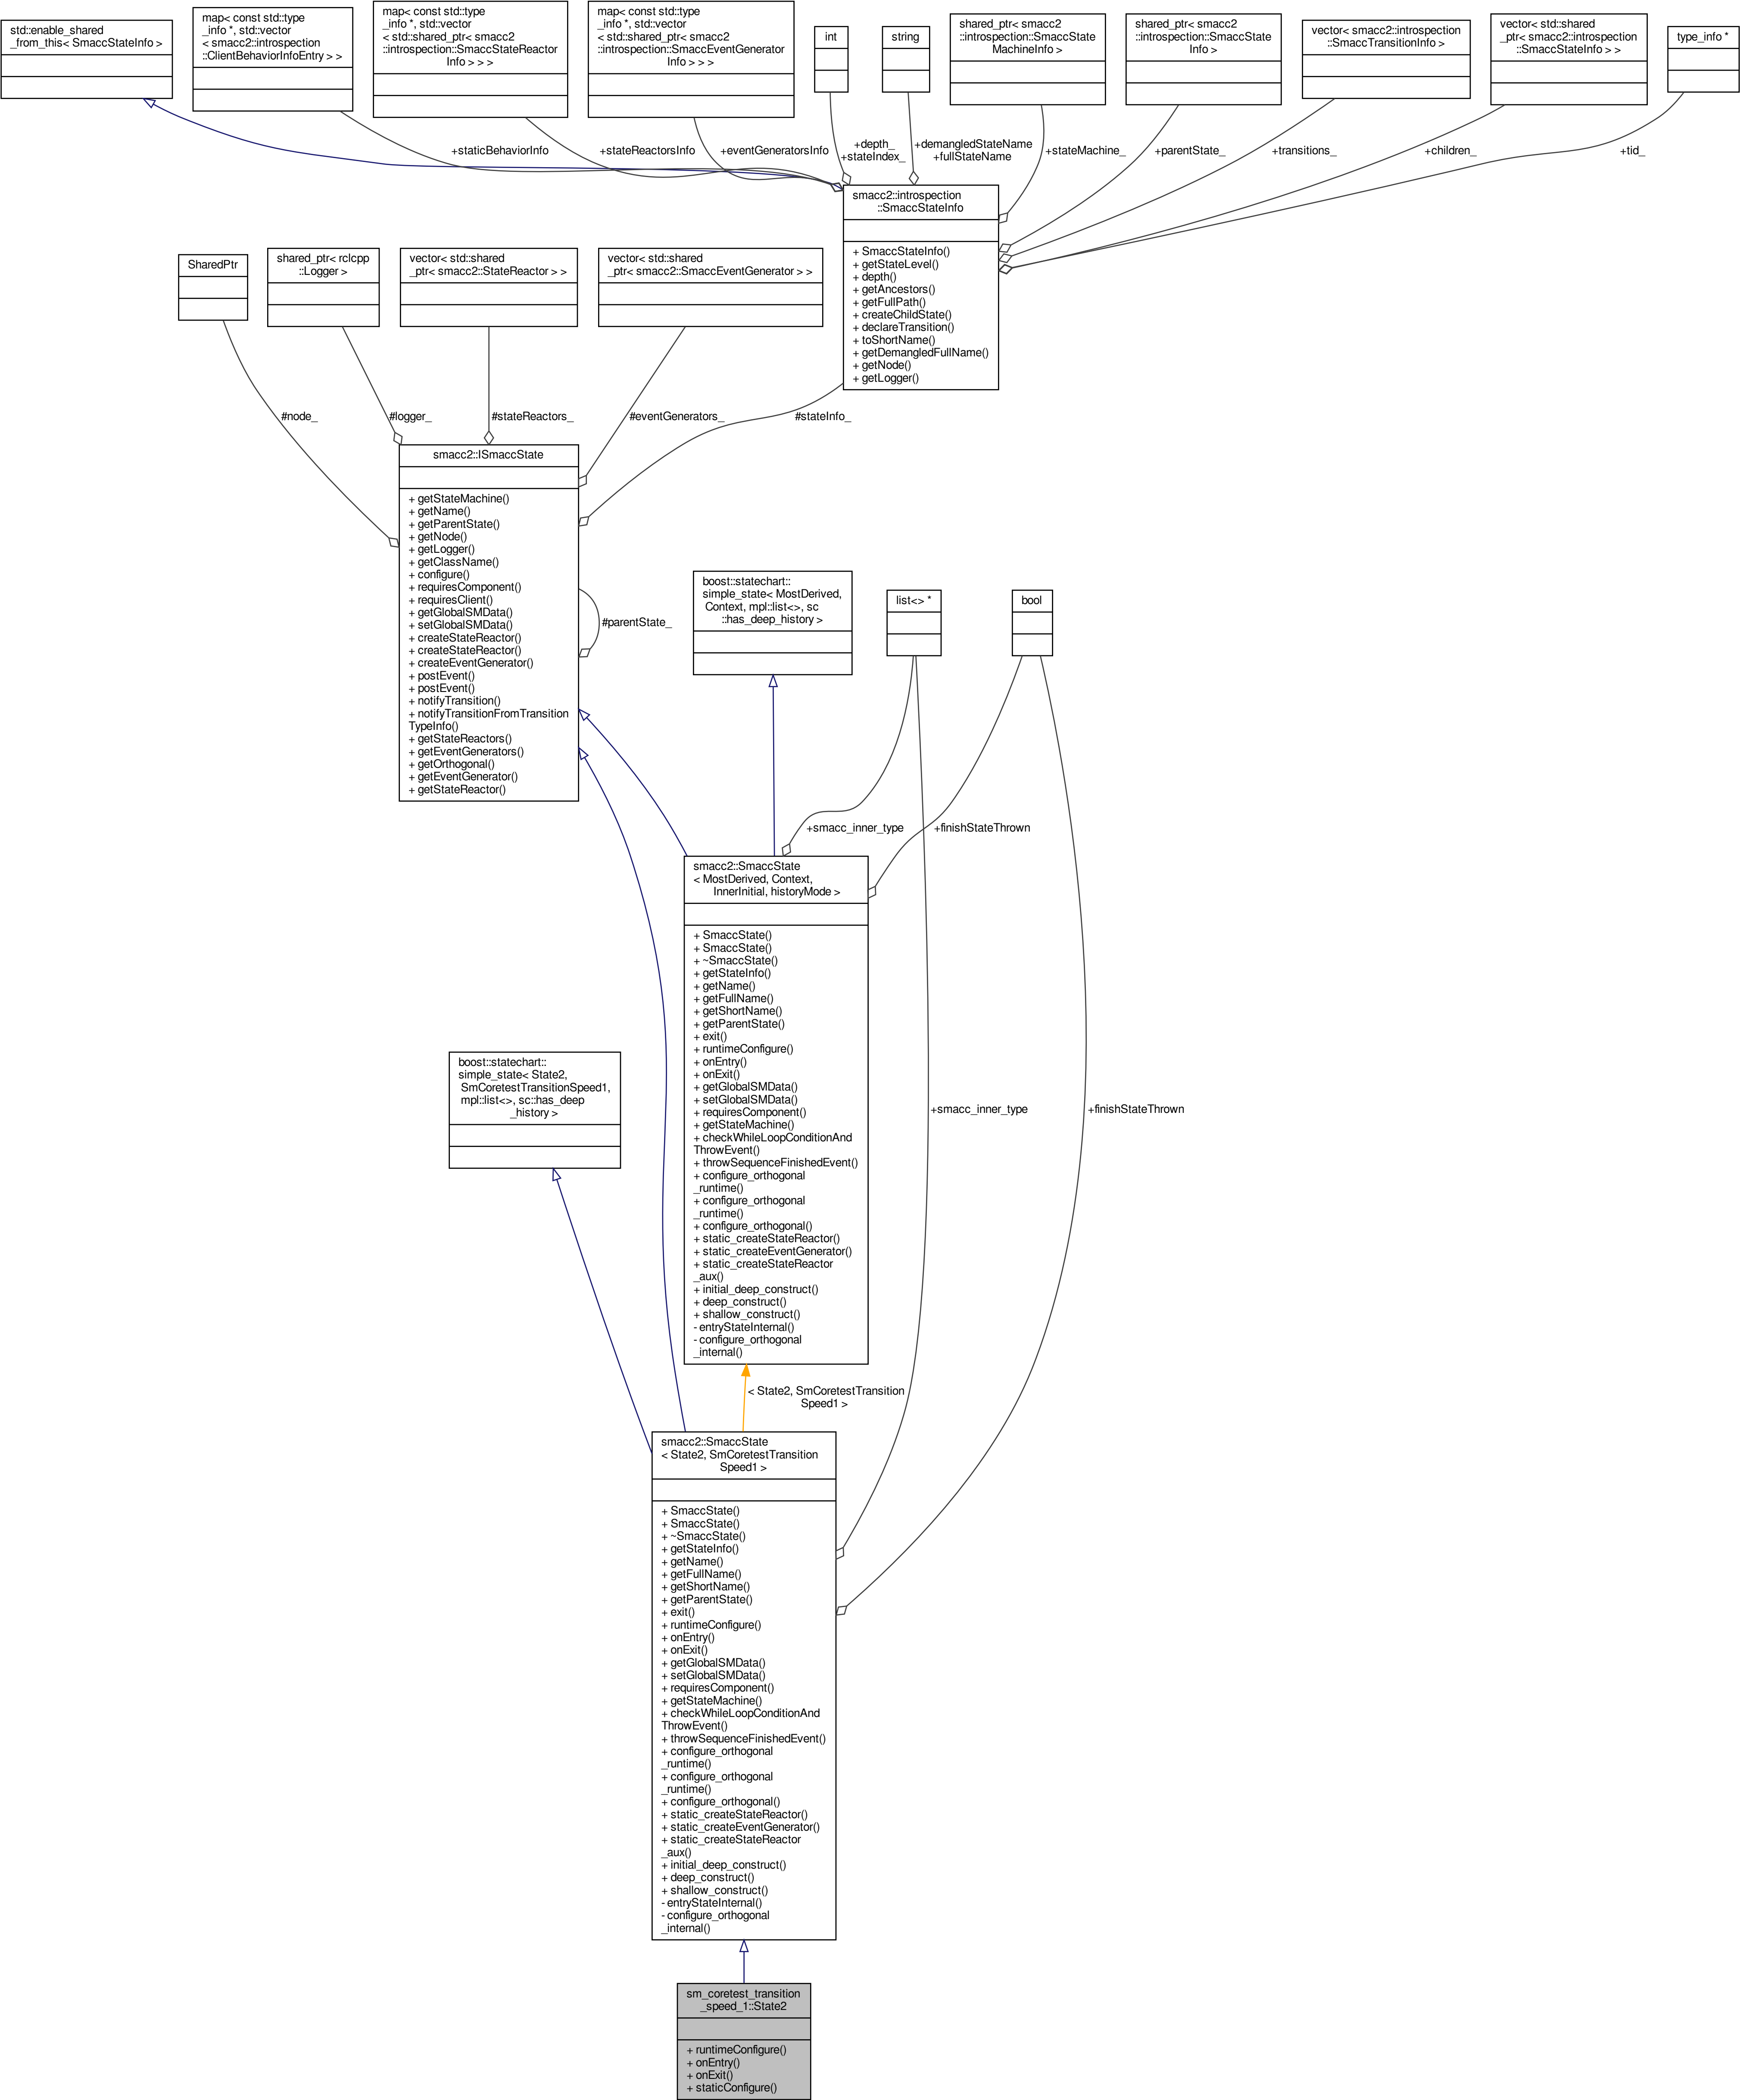 std::enable_shared
_from_this< SmaccStateInfo >
map< const std::type
_info *, std::vector
< smacc2::introspection
::ClientBehaviorInfoEntry > >
map< const std::type
_info *, std::vector
< std::shared_ptr< smacc2
::introspection::SmaccStateReactor
Info > > >
map< const std::type
_info *, std::vector
< std::shared_ptr< smacc2
::introspection::SmaccEventGenerator
Info > > >
int
string
shared_ptr< smacc2
::introspection::SmaccState
MachineInfo >
shared_ptr< smacc2
::introspection::SmaccState
Info >
vector< smacc2::introspection
::SmaccTransitionInfo >
vector< std::shared
_ptr< smacc2::introspection
::SmaccStateInfo > >
type_info *
+staticBehaviorInfo
+stateReactorsInfo
+eventGeneratorsInfo
+depth_
+stateIndex_
+demangledStateName
+fullStateName
+stateMachine_
+parentState_
+transitions_
+children_
+tid_
smacc2::introspection
::SmaccStateInfo
+ SmaccStateInfo()
+ getStateLevel()
+ depth()
+ getAncestors()
+ getFullPath()
+ createChildState()
+ declareTransition()
+ toShortName()
+ getDemangledFullName()
+ getNode()
+ getLogger()
SharedPtr
shared_ptr< rclcpp
::Logger >
vector< std::shared
_ptr< smacc2::StateReactor > >
vector< std::shared
_ptr< smacc2::SmaccEventGenerator > >
#node_
#logger_
#stateReactors_
#eventGenerators_
#stateInfo_
smacc2::ISmaccState
+ getStateMachine()
+ getName()
+ getParentState()
+ getNode()
+ getLogger()
+ getClassName()
+ configure()
+ requiresComponent()
+ requiresClient()
+ getGlobalSMData()
+ setGlobalSMData()
+ createStateReactor()
+ createStateReactor()
+ createEventGenerator()
+ postEvent()
+ postEvent()
+ notifyTransition()
+ notifyTransitionFromTransition
TypeInfo()
+ getStateReactors()
+ getEventGenerators()
+ getOrthogonal()
+ getEventGenerator()
+ getStateReactor()
#parentState_
boost::statechart::
simple_state< MostDerived,
Context, mpl::list<>, sc
::has_deep_history >
list<> *
bool
+smacc_inner_type
+finishStateThrown
smacc2::SmaccState
< MostDerived, Context,
InnerInitial, historyMode >
+ SmaccState()
+ SmaccState()
+ ~SmaccState()
+ getStateInfo()
+ getName()
+ getFullName()
+ getShortName()
+ getParentState()
+ exit()
+ runtimeConfigure()
+ onEntry()
+ onExit()
+ getGlobalSMData()
+ setGlobalSMData()
+ requiresComponent()
+ getStateMachine()
+ checkWhileLoopConditionAnd
ThrowEvent()
+ throwSequenceFinishedEvent()
+ configure_orthogonal
_runtime()
+ configure_orthogonal
_runtime()
+ configure_orthogonal()
+ static_createStateReactor()
+ static_createEventGenerator()
+ static_createStateReactor
_aux()
+ initial_deep_construct()
+ deep_construct()
+ shallow_construct()
- entryStateInternal()
- configure_orthogonal
_internal()
boost::statechart::
simple_state< State2,
SmCoretestTransitionSpeed1,
mpl::list<>, sc::has_deep
_history >
+smacc_inner_type
+finishStateThrown
< State2, SmCoretestTransition
Speed1 >
smacc2::SmaccState
< State2, SmCoretestTransition
Speed1 >
+ SmaccState()
+ SmaccState()
+ ~SmaccState()
+ getStateInfo()
+ getName()
+ getFullName()
+ getShortName()
+ getParentState()
+ exit()
+ runtimeConfigure()
+ onEntry()
+ onExit()
+ getGlobalSMData()
+ setGlobalSMData()
+ requiresComponent()
+ getStateMachine()
+ checkWhileLoopConditionAnd
ThrowEvent()
+ throwSequenceFinishedEvent()
+ configure_orthogonal
_runtime()
+ configure_orthogonal
_runtime()
+ configure_orthogonal()
+ static_createStateReactor()
+ static_createEventGenerator()
+ static_createStateReactor
_aux()
+ initial_deep_construct()
+ deep_construct()
+ shallow_construct()
- entryStateInternal()
- configure_orthogonal
_internal()
sm_coretest_transition
_speed_1::State2
+ runtimeConfigure()
+ onEntry()
+ onExit()
+ staticConfigure()